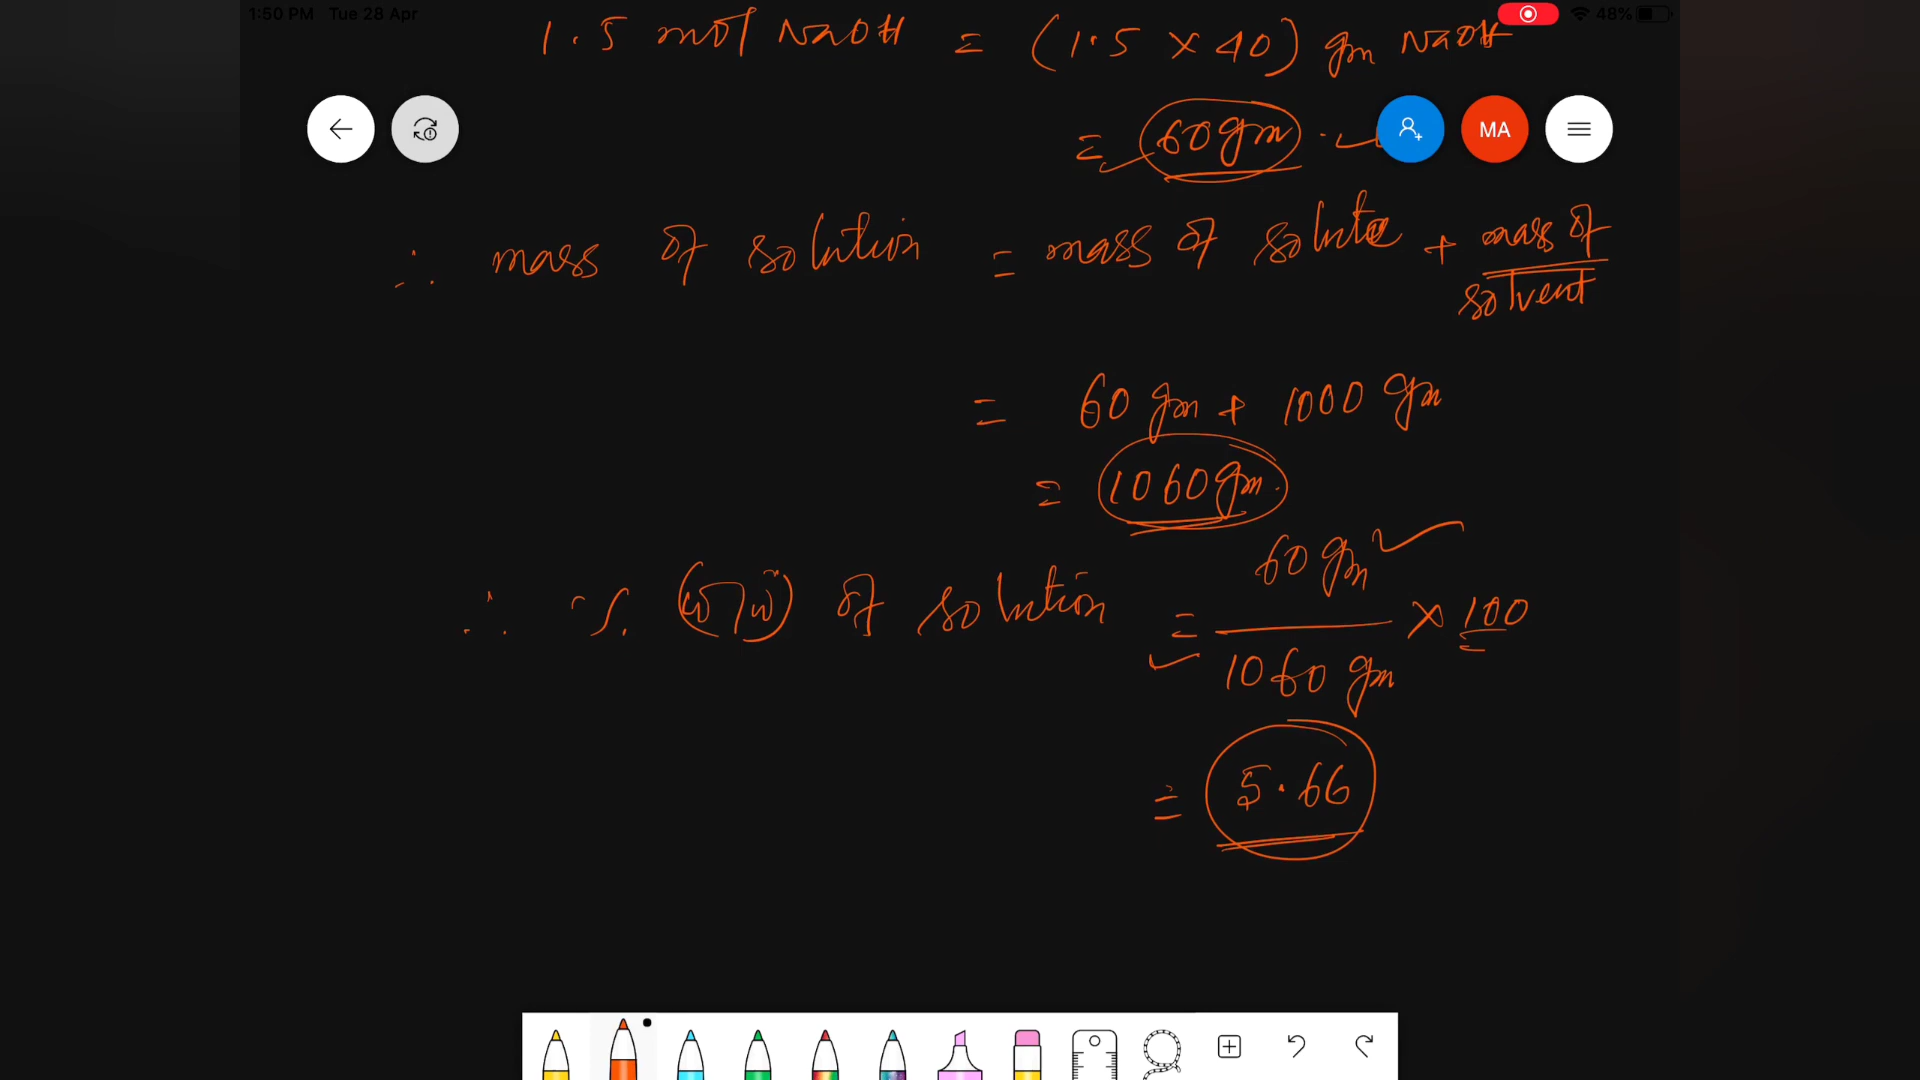 1:50 PM Tue 28 Apr 48%
1.5 mol NaOH = (1.5 × 40) gm NaOH
= 60 gm
MA
∴ mass of solution = mass of solute + mass of
solvent
= 60 gm + 1000 gm
= 1060 gm.
∴ % (w/w) of solution = 60 gm / 1060 gm × 100
= 5.66